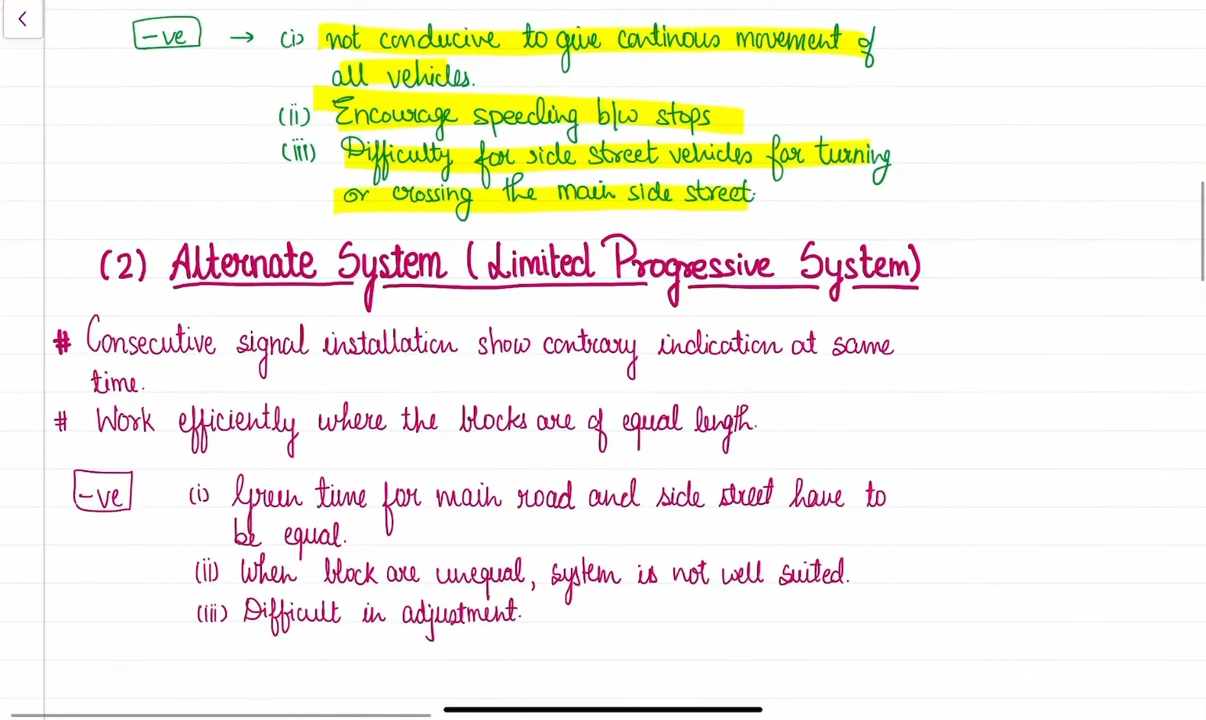 -ve → (i) not conducive to give continous movement of
all vehicles.
(ii) Encourage speeding b/w stops
(iii) Difficulty for side street vehicles for turning
or crossing the main side street.
(2) Alternate System (Limited Progressive System)
# Consecutive signal installation show contrary indication at same
time.
# Work efficiently where the blocks are of equal length.
-ve (i) Green time for main road and side street have to
be equal.
(ii) When block are unequal, system is not well suited.
(iii) Difficult in adjustment.